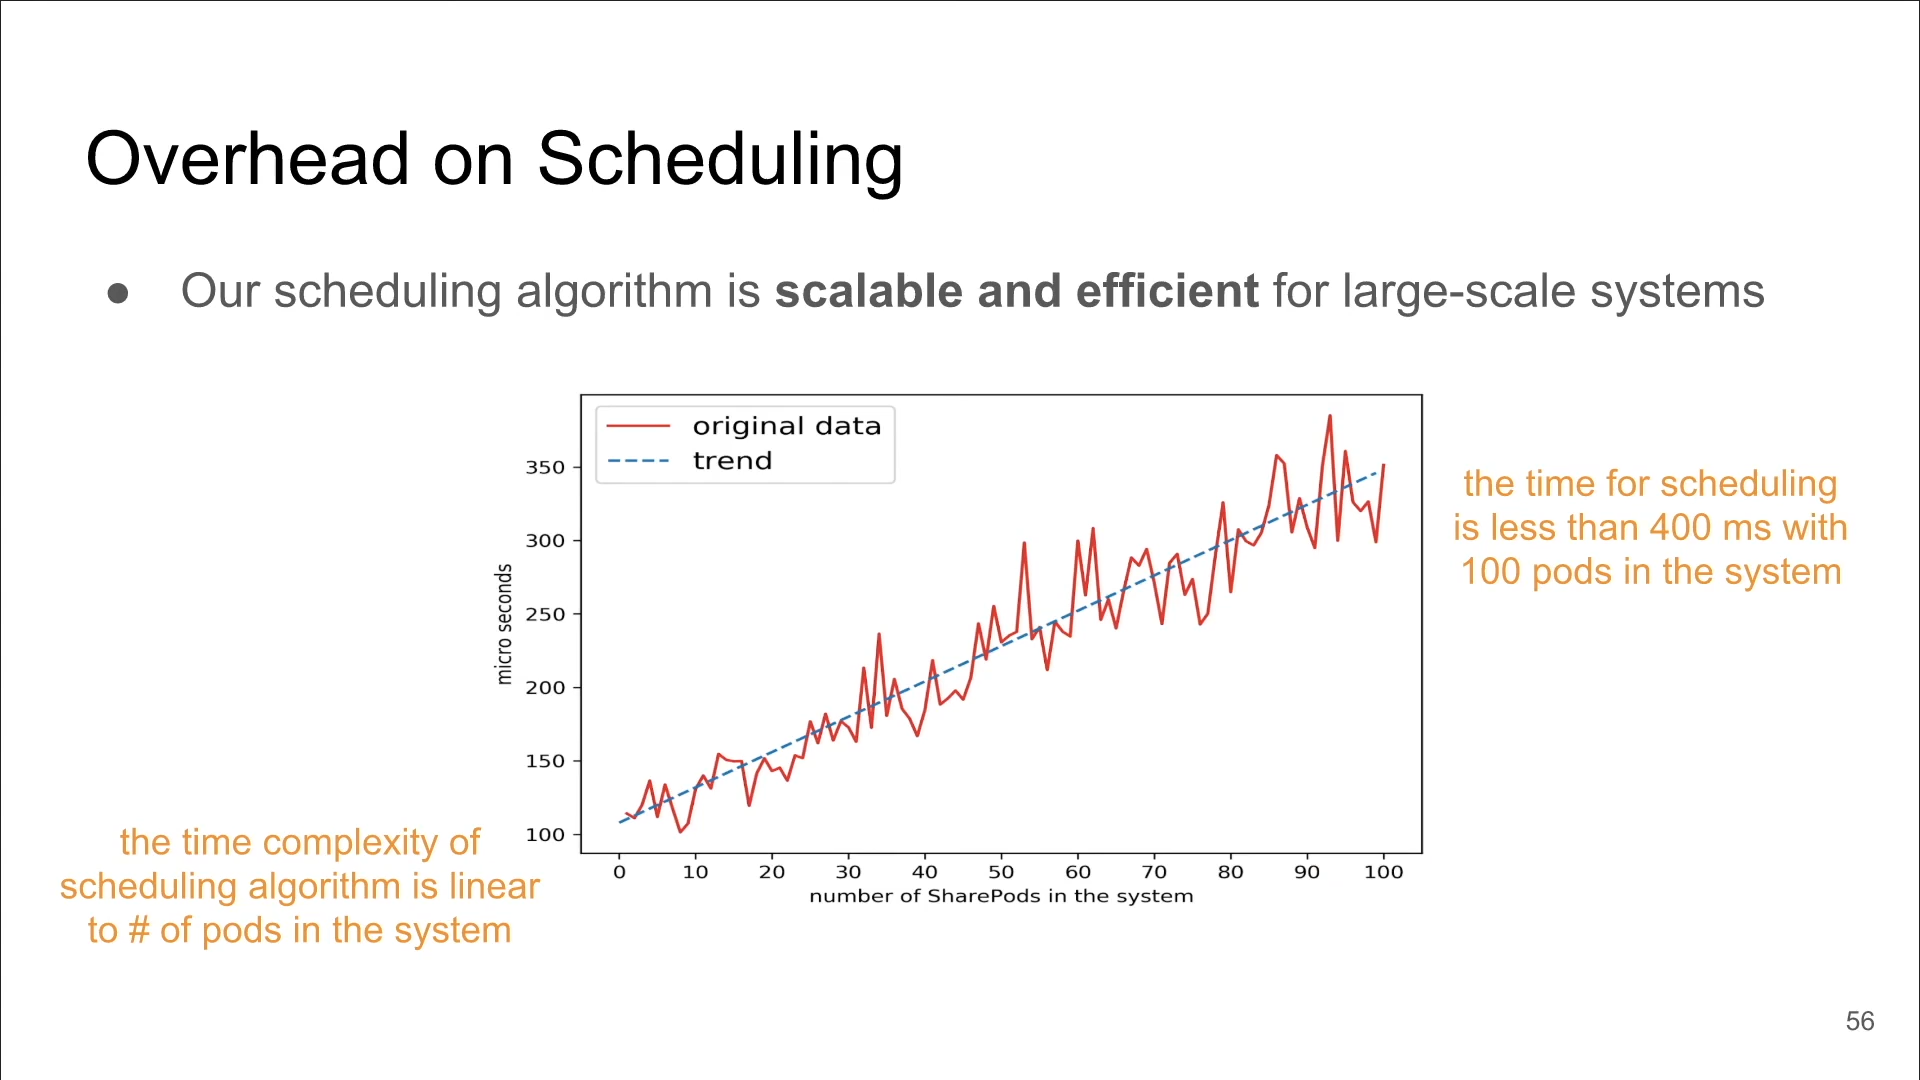 Overhead on Scheduling
● Our scheduling algorithm is scalable and efficient for large-scale systems
original data
trend
350
300
250
200
150
100
micro seconds
0 10 20 30 40 50 60 70 80 90 100
number of SharePods in the system
the time for scheduling
is less than 400 ms with
100 pods in the system
the time complexity of
scheduling algorithm is linear
to # of pods in the system
56